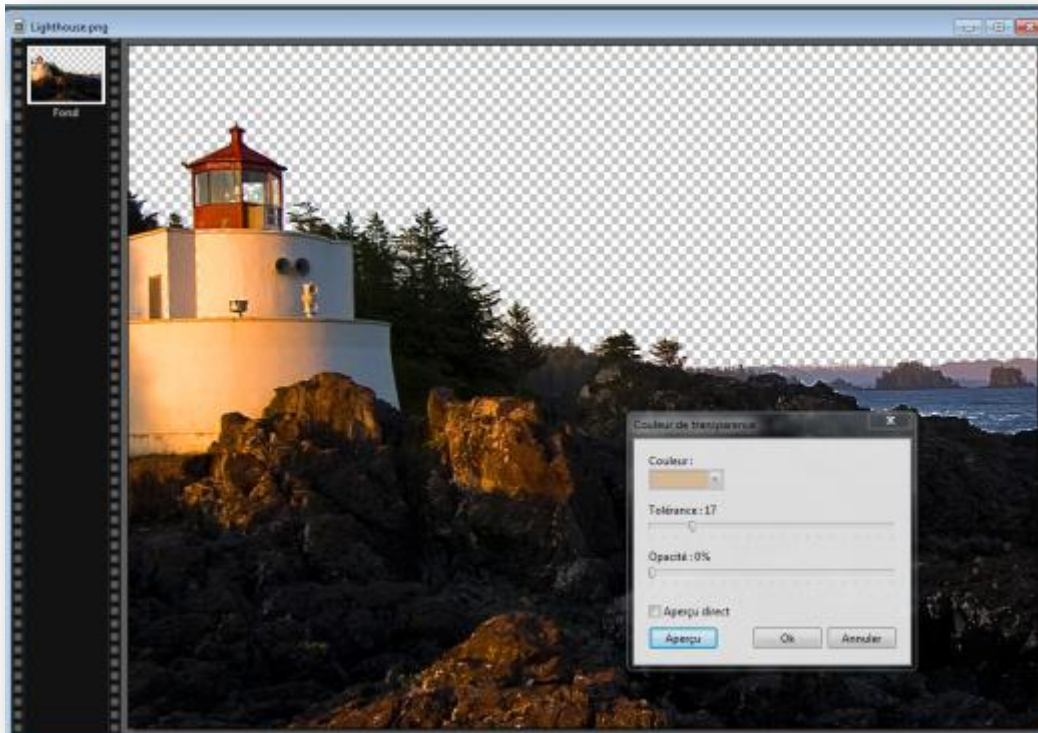 Lighthouse.png
Fond
Couleur de transparence
Couleur :
Tolérance : 17
Opacité : 0%
Aperçu direct
Aperçu
Ok
Annuler